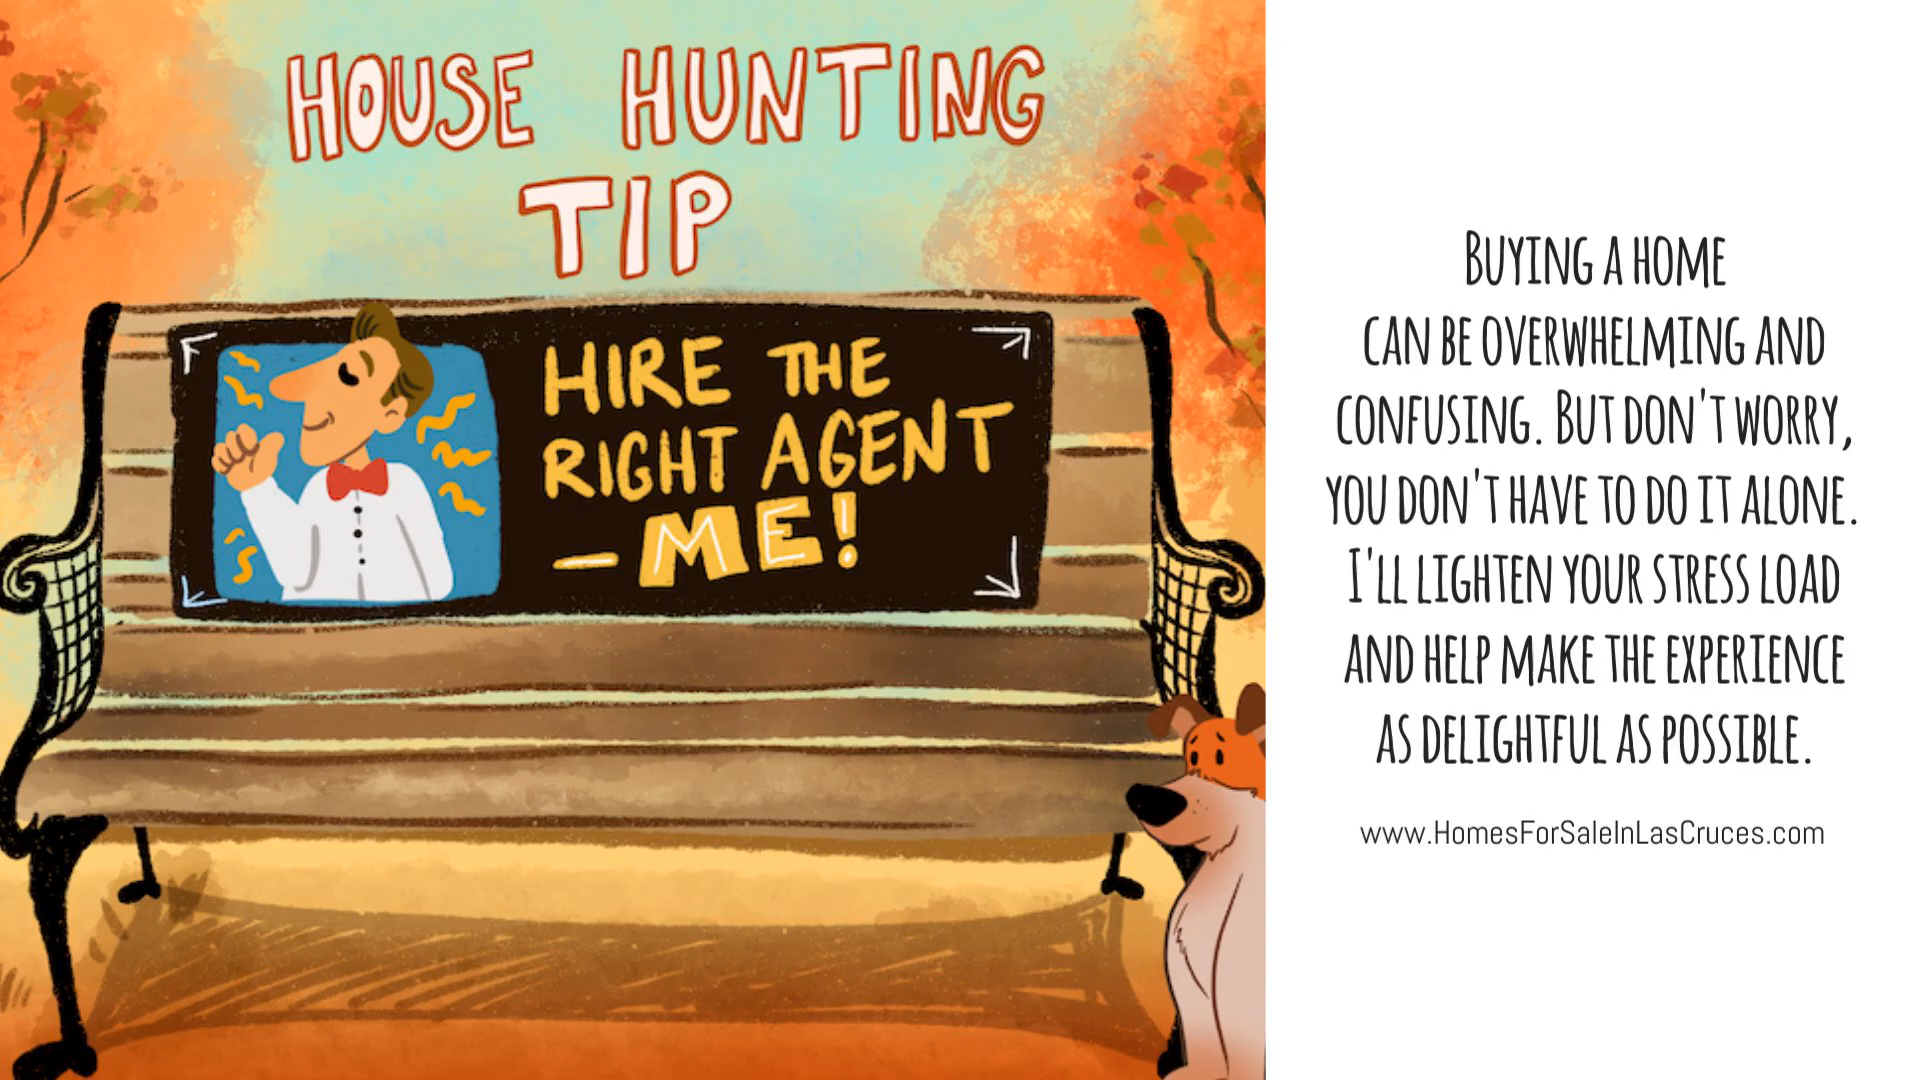 HOUSE HUNTING
TIP
HIRE THE
RIGHT AGENT
– ME!
BUYING A HOME
CAN BE OVERWHELMING AND
CONFUSING. BUT DON'T WORRY,
YOU DON'T HAVE TO DO IT ALONE.
I'LL LIGHTEN YOUR STRESS LOAD
AND HELP MAKE THE EXPERIENCE
AS DELIGHTFUL AS POSSIBLE.
www.HomesForSaleInLasCruces.com